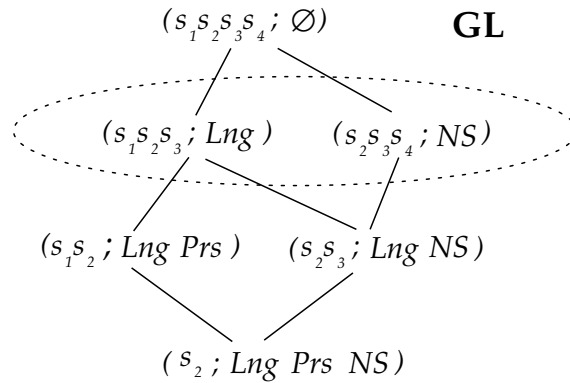 (s₁s₂s₃s₄ ; ∅) GL
(s₁s₂s₃ ; Lng ) (s₂s₃s₄ ; NS)
(s₁s₂ ; Lng Prs ) (s₂s₃ ; Lng NS)
( s₂ ; Lng Prs NS)